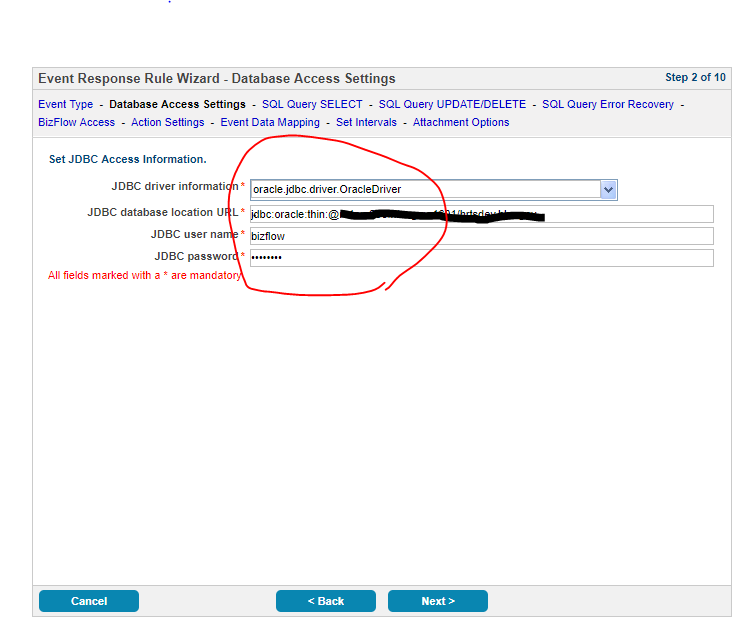 Event Response Rule Wizard - Database Access Settings Step 2 of 10
Event Type - Database Access Settings - SQL Query SELECT - SQL Query UPDATE/DELETE - SQL Query Error Recovery -
BizFlow Access - Action Settings - Event Data Mapping - Set Intervals - Attachment Options
Set JDBC Access Information.
JDBC driver information * oracle.jdbc.driver.OracleDriver
JDBC database location URL * jdbc:oracle:thin:@
JDBC user name * bizflow
JDBC password * ••••••••
All fields marked with a * are mandatory
Cancel < Back Next >